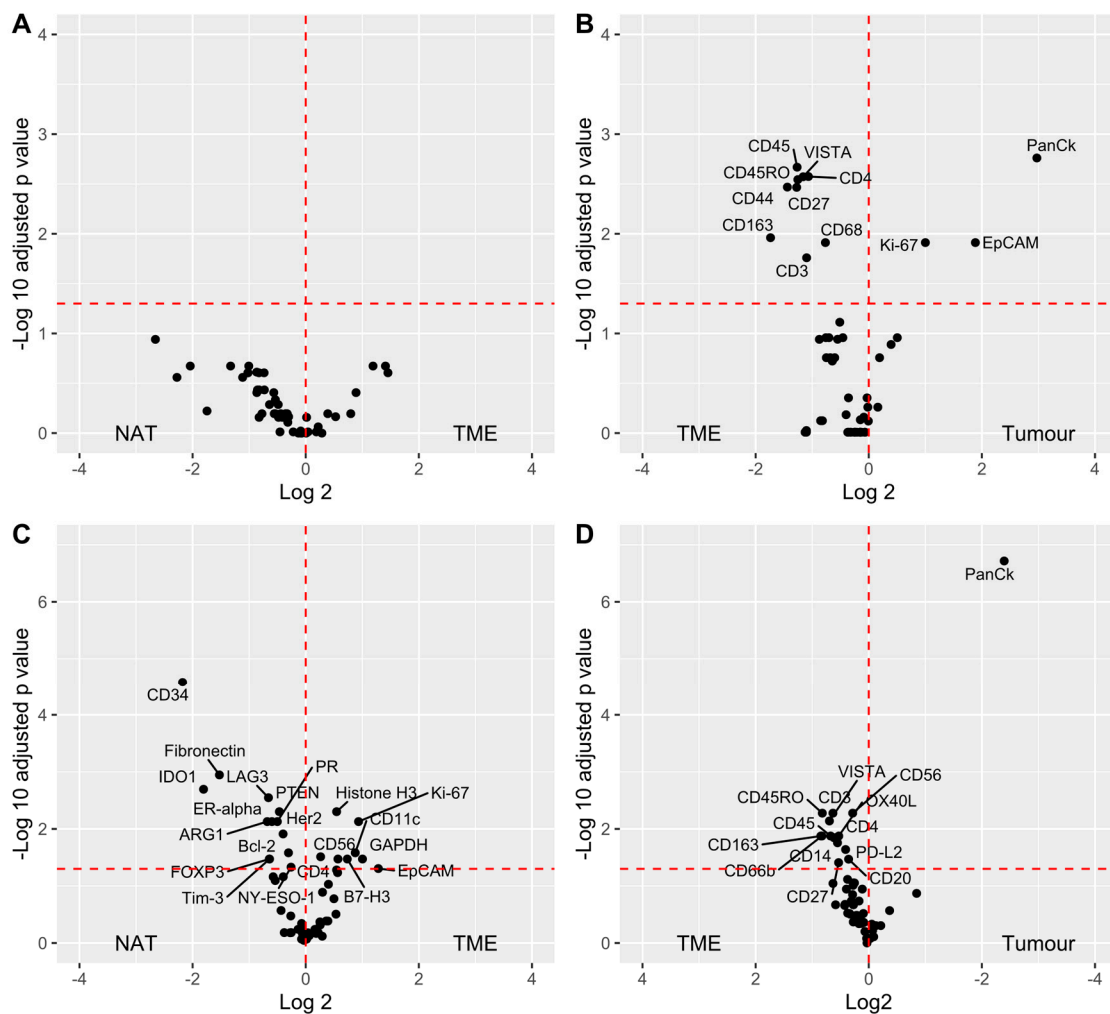 A
4
3
2
1
0
-4
-2
0
2
4
-Log 10 adjusted p value
Log 2
NAT
TME
B
4
3
2
1
0
-4
-2
0
2
4
-Log 10 adjusted p value
Log 2
TME
Tumour
CD45
VISTA
PanCk
CD45RO
CD4
CD44
CD27
CD163
CD68
Ki-67
EpCAM
CD3
C
6
4
2
0
-4
-2
0
2
4
-Log 10 adjusted p value
Log 2
NAT
TME
CD34
Fibronectin
PR
IDO1
LAG3
PTEN
Histone H3
Ki-67
ER-alpha
Her2
CD11c
ARG1
Bcl-2
CD56
GAPDH
FOXP3
CD4
EpCAM
Tim-3
NY-ESO-1
B7-H3
D
6
4
2
0
4
2
0
-2
-4
-Log 10 adjusted p value
Log2
TME
Tumour
PanCk
VISTA
CD56
CD45RO
CD3
OX40L
CD45
CD4
CD163
CD14
PD-L2
CD66b
CD20
CD27